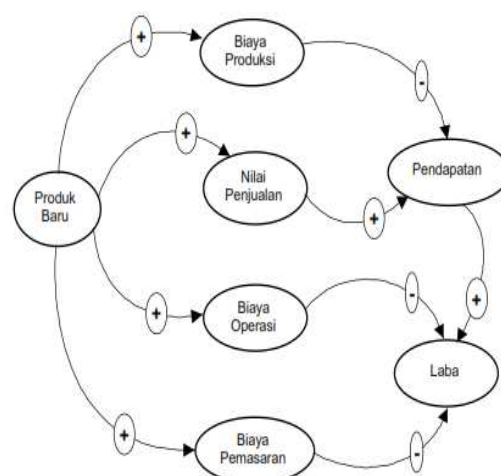 +
Biaya
Produksi
-
+
Nilai
Penjualan
Pendapatan
Produk
Baru
+
+
Biaya
Operasi
-
+
Laba
+
Biaya
Pemasaran
-